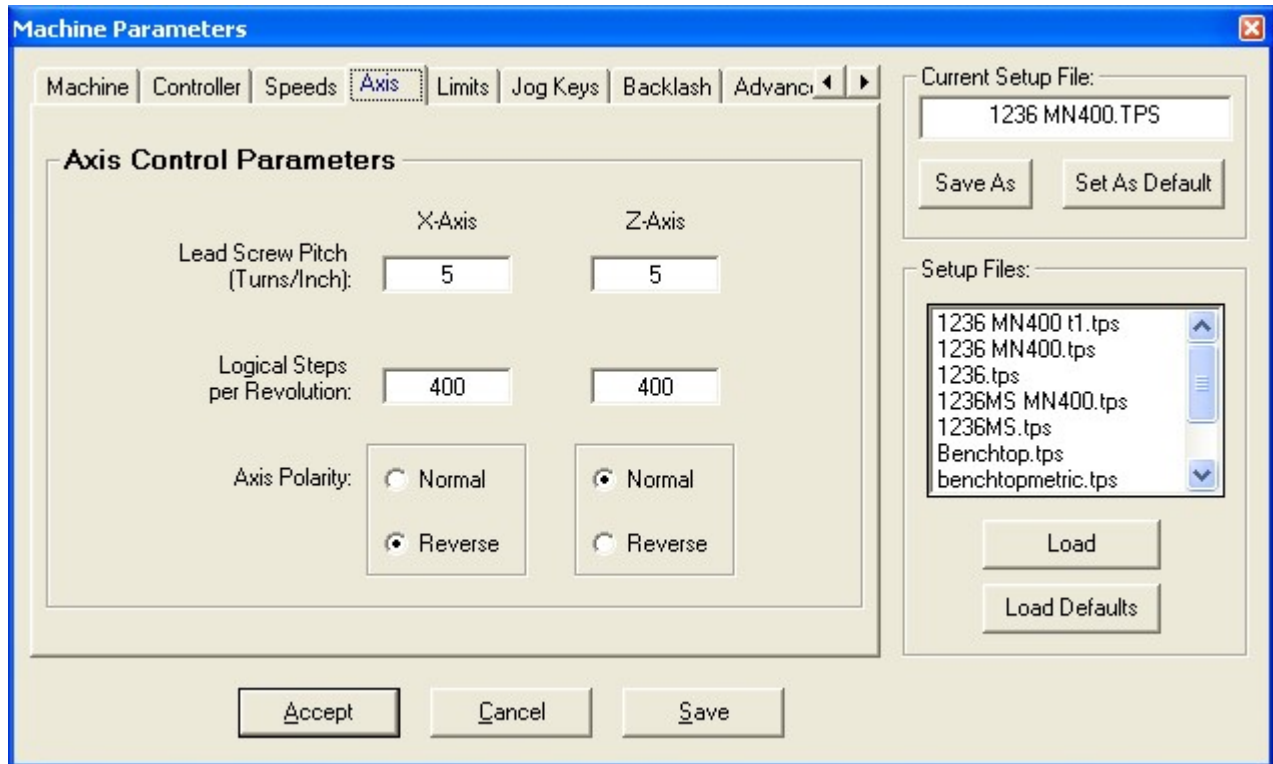 Machine Parameters
Machine Controller Speeds Axis Limits Jog Keys Backlash Advanc
Axis Control Parameters
X-Axis Z-Axis
Lead Screw Pitch
(Turns/Inch): 5 5
Logical Steps
per Revolution: 400 400
Axis Polarity: Normal Normal
Reverse Reverse
Accept Cancel Save
Current Setup File:
1236 MN400.TPS
Save As Set As Default
Setup Files:
1236 MN400 t1.tps
1236 MN400.tps
1236.tps
1236MS MN400.tps
1236MS.tps
Benchtop.tps
benchtopmetric.tps
Load
Load Defaults